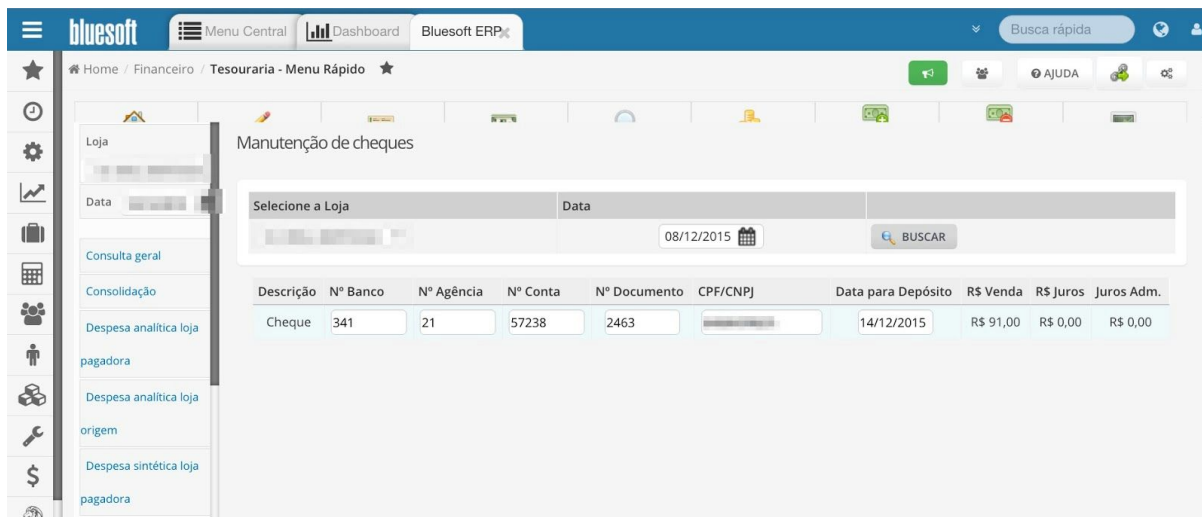 bluesoft
Menu Central
Dashboard
Bluesoft ERP
Busca rápida
Home / Financeiro / Tesouraria - Menu Rápido
AJUDA
Loja
Data
Consulta geral
Consolidação
Despesa analítica loja
pagadora
Despesa analítica loja
origem
Despesa sintética loja
pagadora
Manutenção de cheques
Selecione a Loja Data
08/12/2015 BUSCAR
Descrição Nº Banco Nº Agência Nº Conta Nº Documento CPF/CNPJ Data para Depósito R$ Venda R$ Juros Juros Adm.
Cheque 341 21 57238 2463 14/12/2015 R$ 91,00 R$ 0,00 R$ 0,00